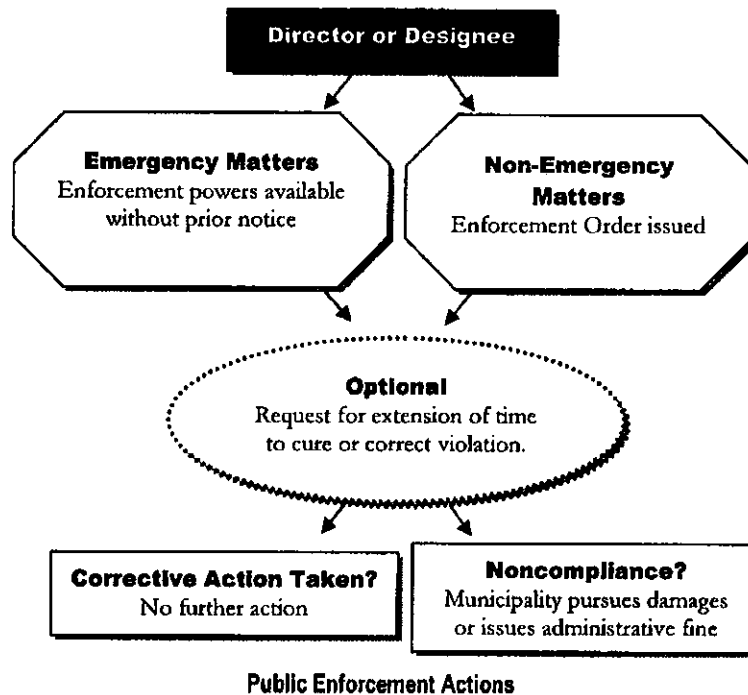 Director or Designee
Emergency Matters
Enforcement powers available
without prior notice
Non-Emergency
Matters
Enforcement Order issued
Optional
Request for extension of time
to cure or correct violation.
Corrective Action Taken?
No further action
Noncompliance?
Municipality pursues damages
or issues administrative fine
Public Enforcement Actions